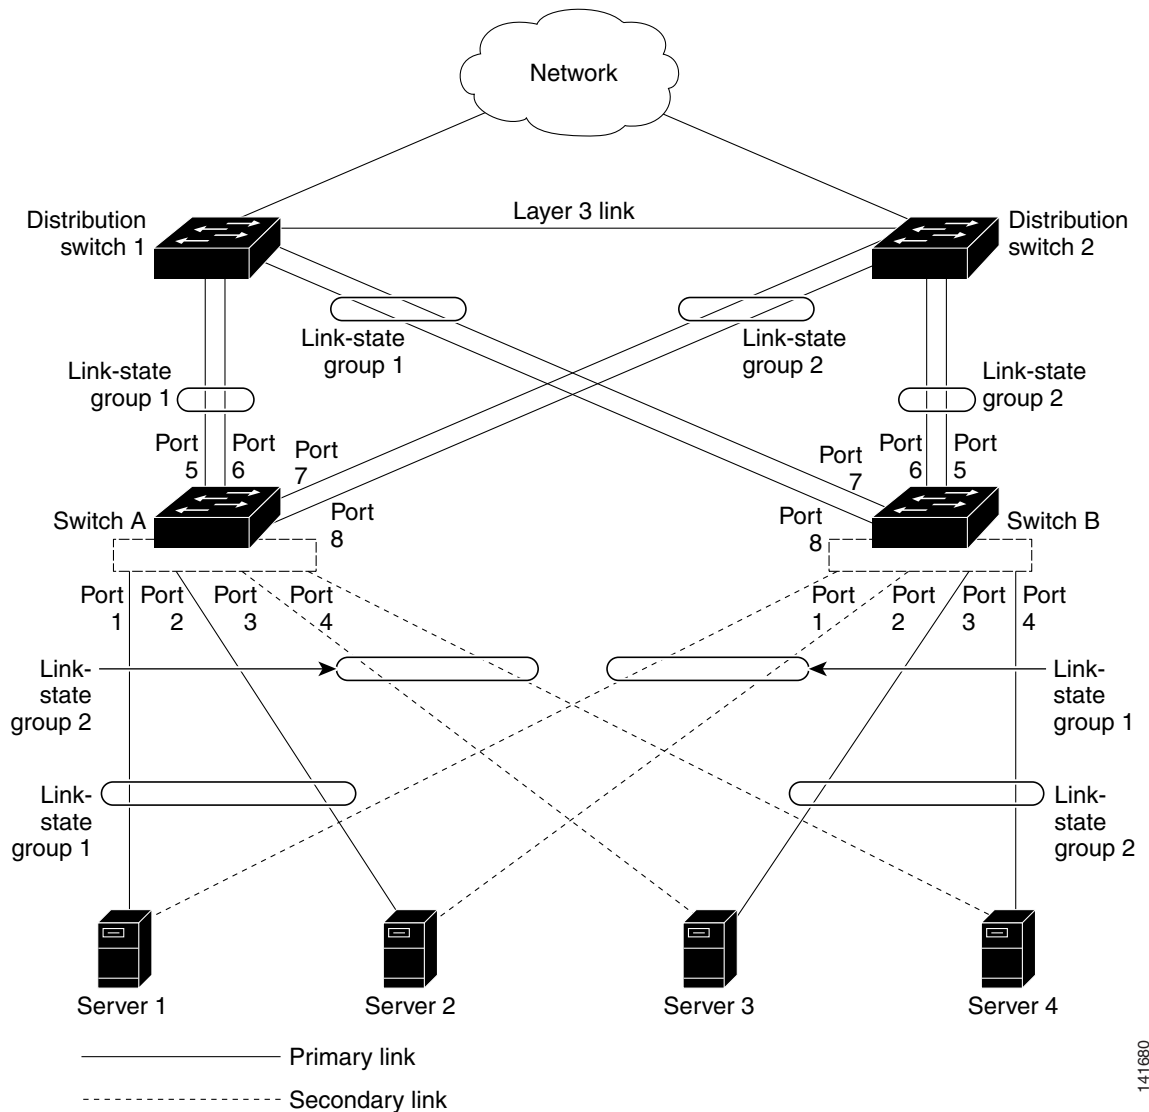 Network
Layer 3 link
Distribution
switch 1
Distribution
switch 2
Link-state
group 1
Link-state
group 2
Link-state
group 1
Link-state
group 2
Port
5
Port
6
Port
7
Port
8
Port
7
Port
6
Port
5
Port
8
Switch A
Switch B
Port
1
Port
2
Port
3
Port
4
Port
1
Port
2
Port
3
Port
4
Link-
state
group 2
Link-
state
group 1
Link-
state
group 1
Link-
state
group 2
Server 1
Server 2
Server 3
Server 4
Primary link
Secondary link
141680